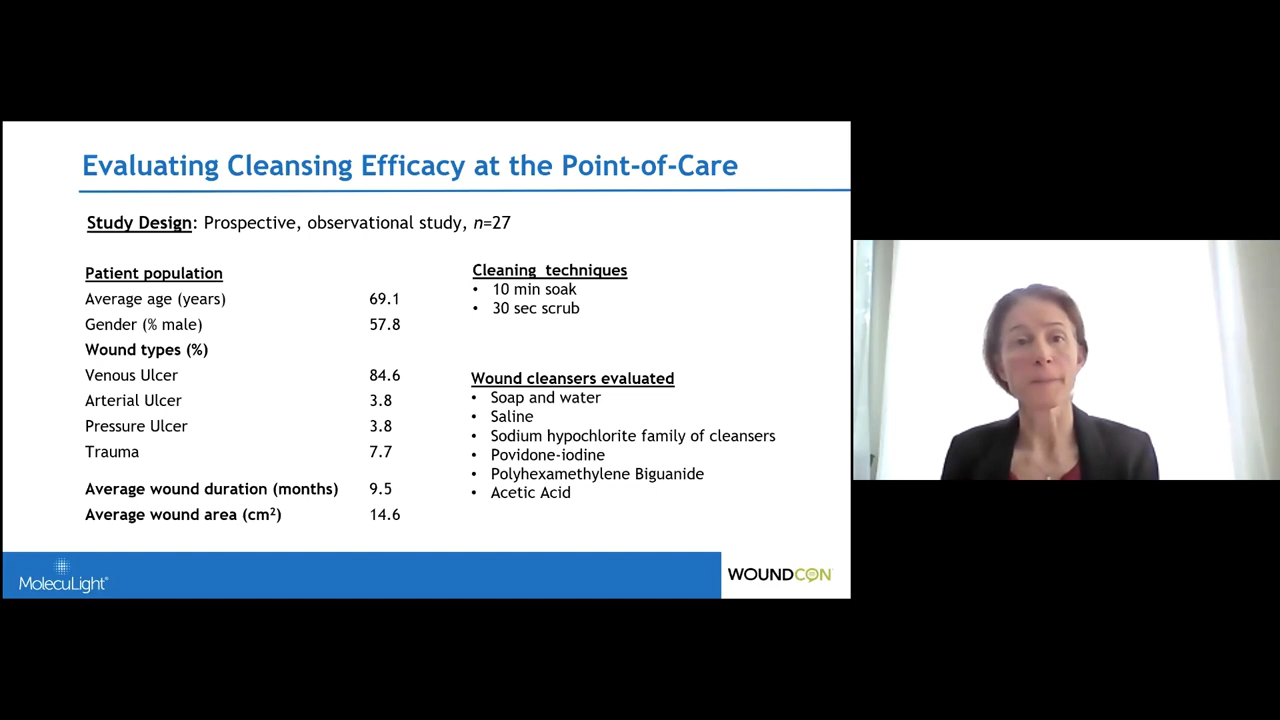 Evaluating Cleansing Efficacy at the Point-of-Care
Study Design: Prospective, observational study, n=27
Patient population
Average age (years) 69.1
Gender (% male) 57.8
Wound types (%)
Venous Ulcer 84.6
Arterial Ulcer 3.8
Pressure Ulcer 3.8
Trauma 7.7
Average wound duration (months) 9.5
Average wound area (cm²) 14.6
Cleaning techniques
• 10 min soak
• 30 sec scrub
Wound cleansers evaluated
• Soap and water
• Saline
• Sodium hypochlorite family of cleansers
• Povidone-iodine
• Polyhexamethylene Biguanide
• Acetic Acid
MolecuLight®
WOUNDCON